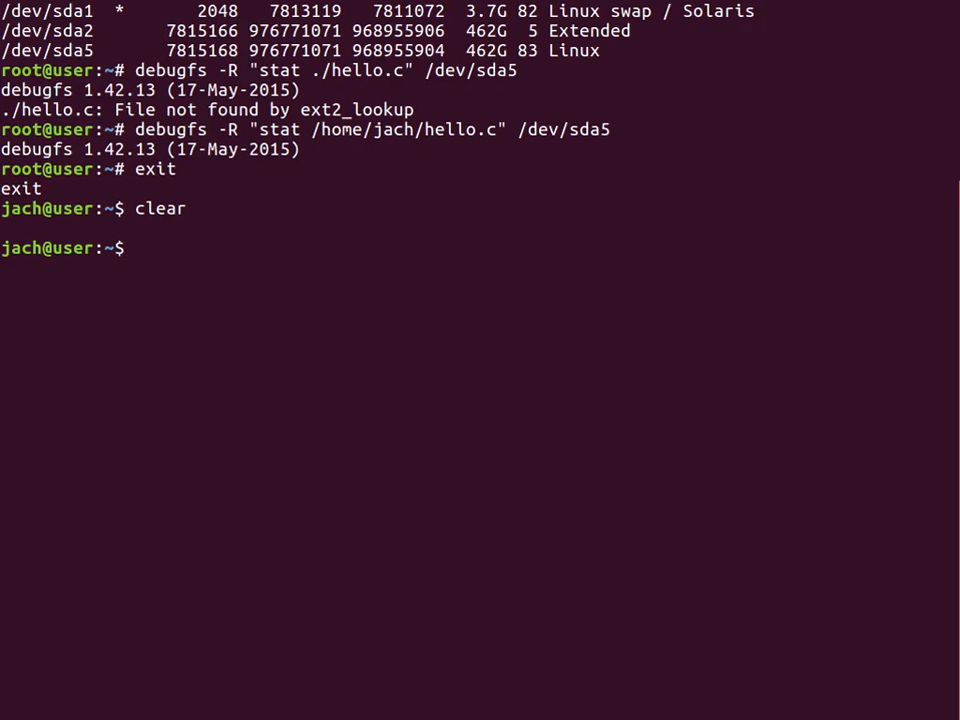 /dev/sda1  *       2048   7813119   7811072  3.7G 82 Linux swap / Solaris
/dev/sda2       7815166 976771071 968955906  462G  5 Extended
/dev/sda5       7815168 976771071 968955904  462G 83 Linux
root@user:~# debugfs -R "stat ./hello.c" /dev/sda5
debugfs 1.42.13 (17-May-2015)
./hello.c: File not found by ext2_lookup
root@user:~# debugfs -R "stat /home/jach/hello.c" /dev/sda5
debugfs 1.42.13 (17-May-2015)
root@user:~# exit
exit
jach@user:~$ clear
jach@user:~$